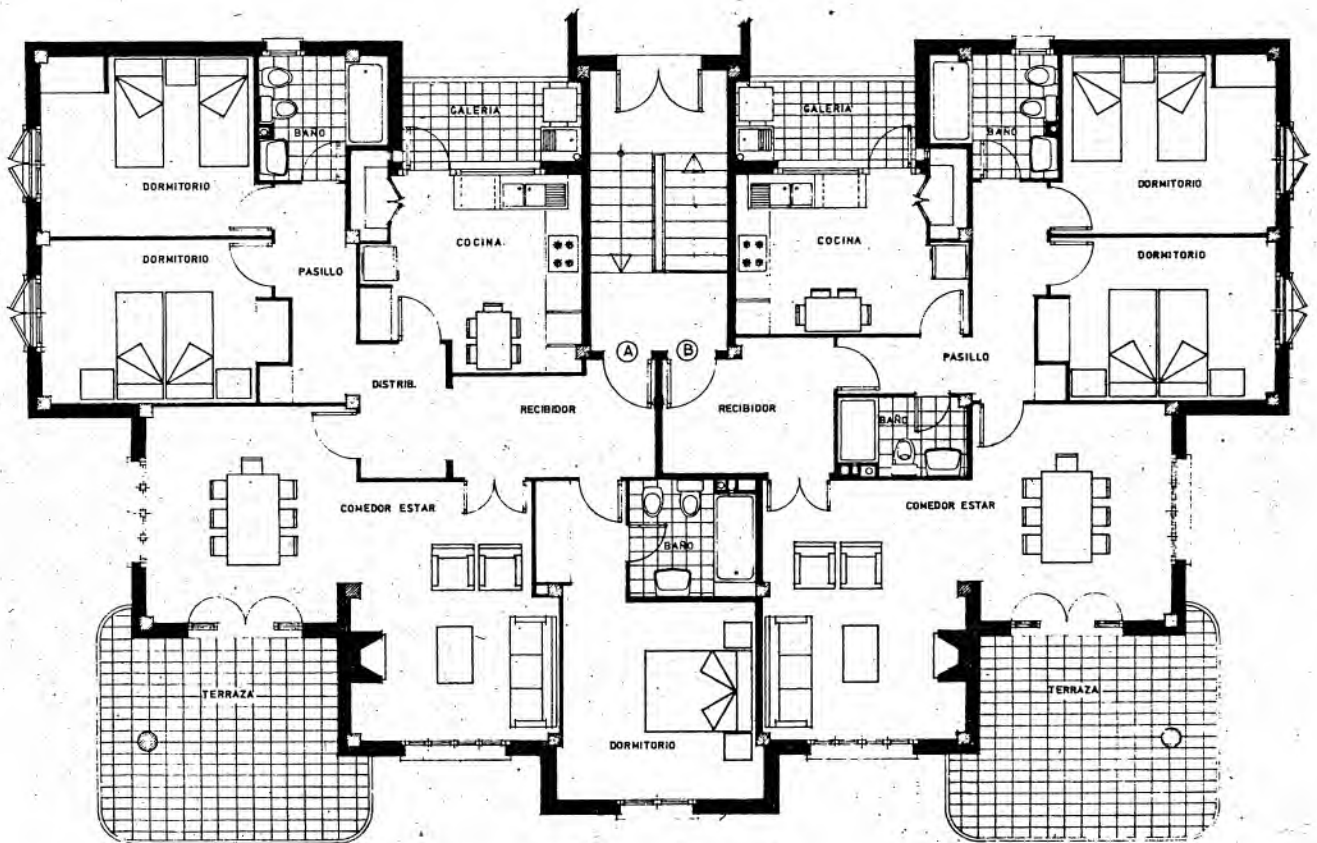 GALERIA
GALERIA
BAÑO
BAÑO
DORMITORIO
DORMITORIO
COCINA.
COCINA
DORMITORIO
DORMITORIO
PASILLO
A
B
PASILLO
DISTRIB.
RECIBIDOR
RECIBIDOR
BAÑO
COMEDOR ESTAR
COMEDOR ESTAR
BAÑO
TERRAZA
TERRAZA
DORMITORIO